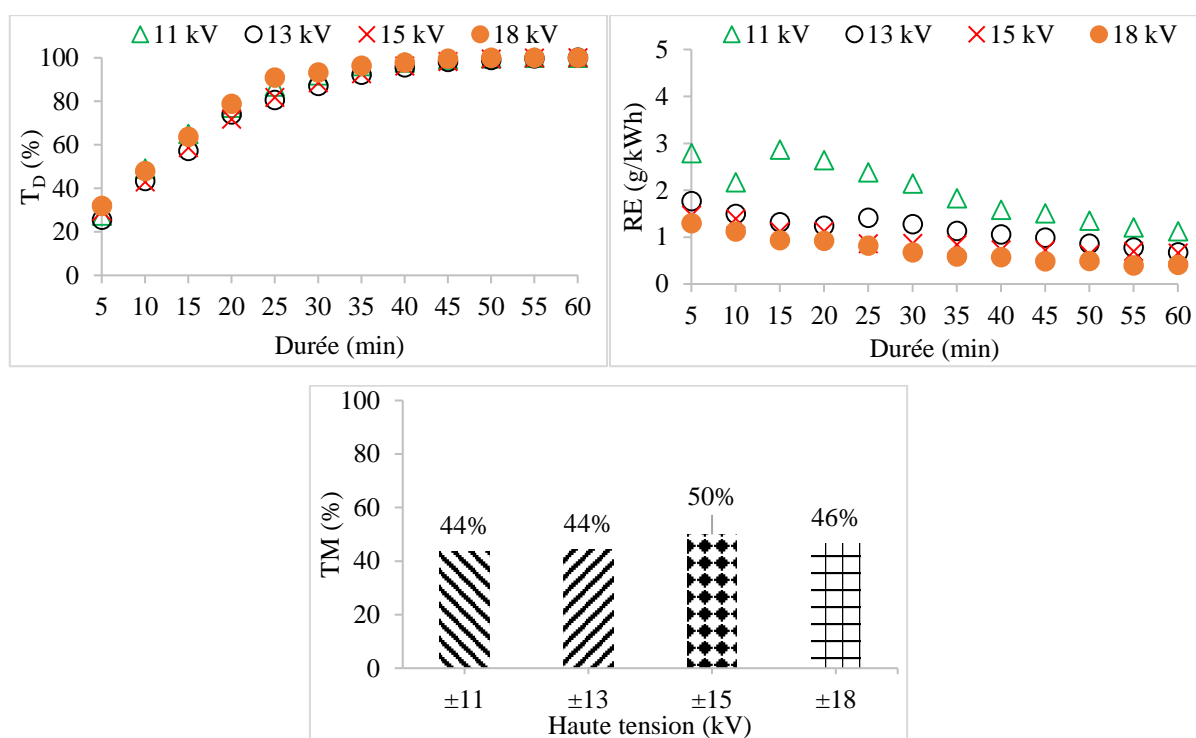 11 kV 13 kV 15 kV 18 kV
T_D (%)
100
80
60
40
20
0
5 10 15 20 25 30 35 40 45 50 55 60
Durée (min)
11 kV 13 kV 15 kV 18 kV
RE (g/kWh)
5
4
3
2
1
0
5 10 15 20 25 30 35 40 45 50 55 60
Durée (min)
TM (%)
100
80
60
40
20
0
44% 44% 50% 46%
±11 ±13 ±15 ±18
Haute tension (kV)